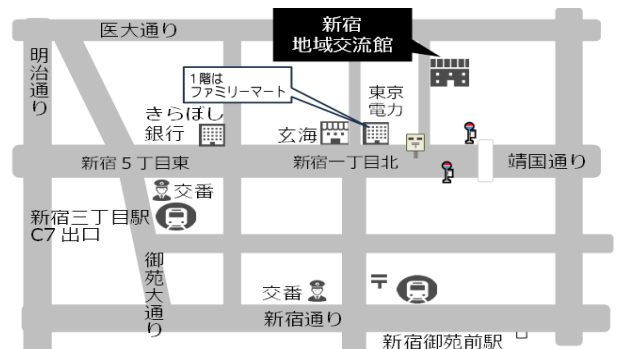 医大通り
新宿
地域交流館
明治通り
1階は
ファミリーマート
東京
電力
きらぼし
銀行
玄海
新宿5丁目東
新宿一丁目北
靖国通り
交番
新宿三丁目駅
C7出口
御苑大通り
交番
〒
新宿通り
新宿御苑前駅